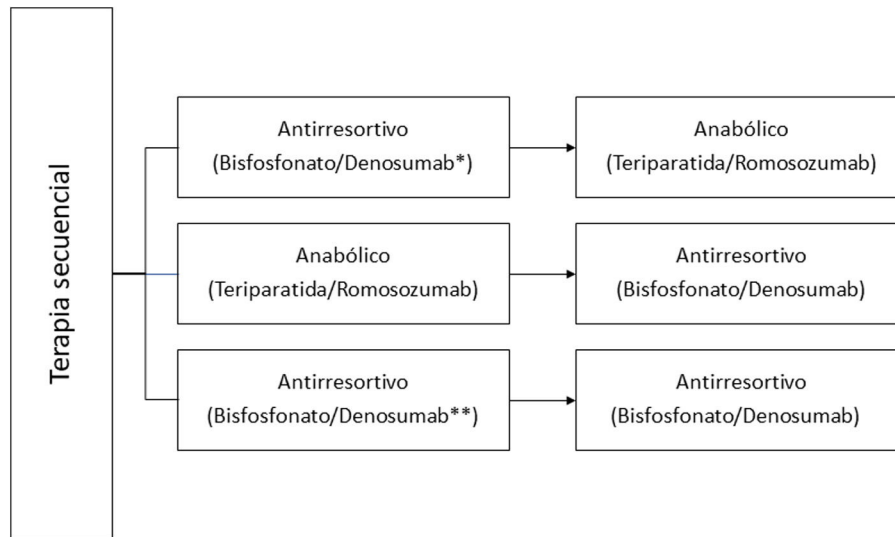 Terapia secuencial
Antirresortivo
(Bisfosfonato/Denosumab*)
Anabólico
(Teriparatida/Romosozumab)
Anabólico
(Teriparatida/Romosozumab)
Antirresortivo
(Bisfosfonato/Denosumab)
Antirresortivo
(Bisfosfonato/Denosumab**)
Antirresortivo
(Bisfosfonato/Denosumab)